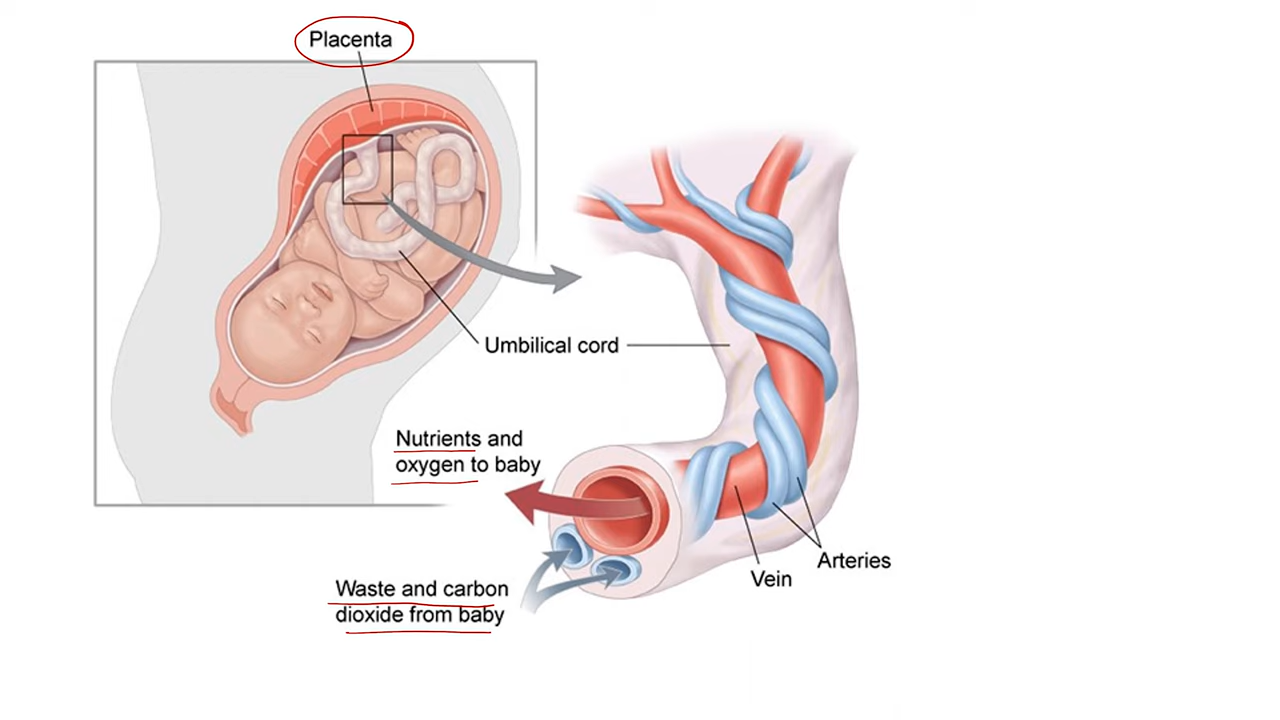 Placenta
Umbilical cord
Nutrients and
oxygen to baby
Waste and carbon
dioxide from baby
Vein
Arteries